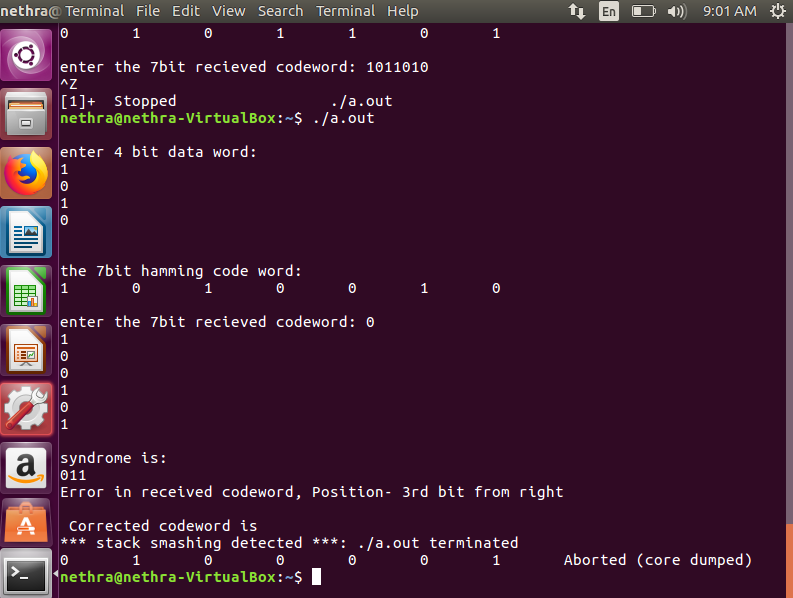 nethra@ Terminal File Edit View Search Terminal Help En 9:01 AM
0 1 0 1 1 0 1
enter the 7bit recieved codeword: 1011010
^Z
[1]+ Stopped ./a.out
nethra@nethra-VirtualBox:~$ ./a.out
enter 4 bit data word:
1
0
1
0
the 7bit hamming code word:
1 0 1 0 0 1 0
enter the 7bit recieved codeword: 0
1
0
0
1
0
1
syndrome is:
011
Error in received codeword, Position- 3rd bit from right
Corrected codeword is
*** stack smashing detected ***: ./a.out terminated
0 1 0 0 0 0 1 Aborted (core dumped)
nethra@nethra-VirtualBox:~$